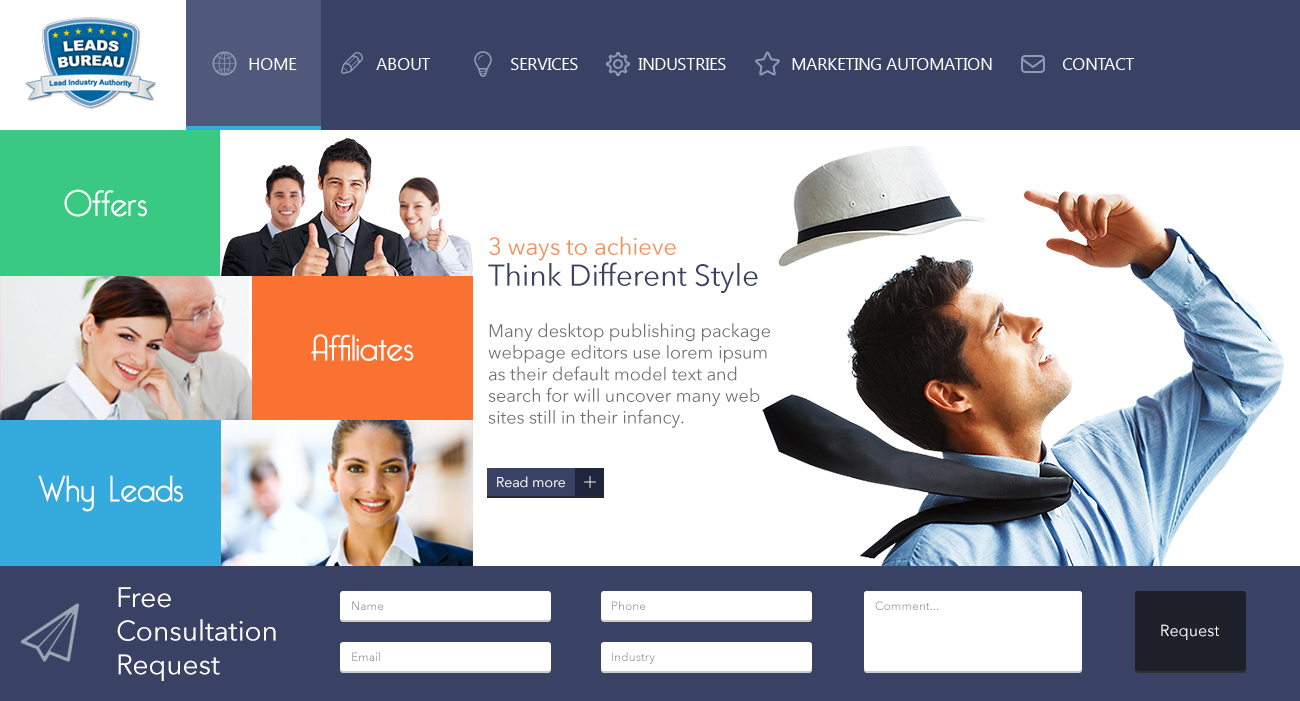 LEADS
BUREAU
Lead Industry Authority
HOME
ABOUT
SERVICES
INDUSTRIES
MARKETING AUTOMATION
CONTACT
Offers
Affiliates
Why Leads
3 ways to achieve
Think Different Style
Many desktop publishing package
webpage editors use lorem ipsum
as their default model text and
search for will uncover many web
sites still in their infancy.
Read more +
Free
Consultation
Request
Name
Phone
Comment...
Email
Industry
Request